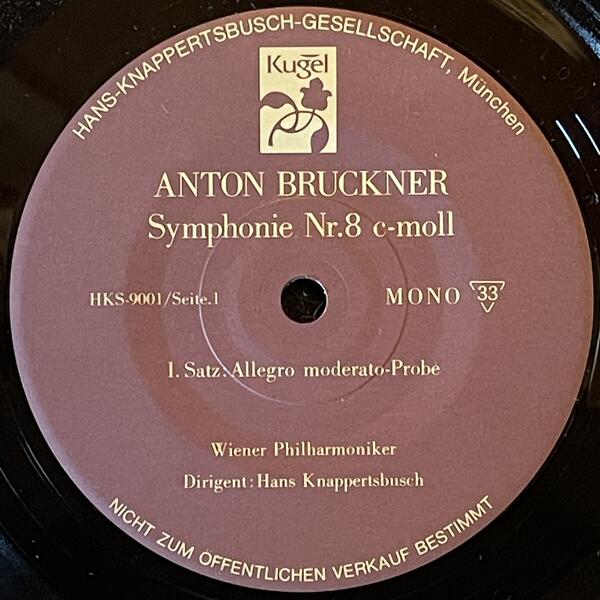 HANS-KNAPPERTSBUSCH-GESELLSCHAFT, München
Kugel
ANTON BRUCKNER
Symphonie Nr.8 c-moll
HKS-9001/Seite.1
MONO 33
I. Satz:Allegro moderato-Probe
Wiener Philharmoniker
Dirigent:Hans Knappertsbusch
NICHT ZUM ÖFFENTLICHEN VERKAUF BESTIMMT